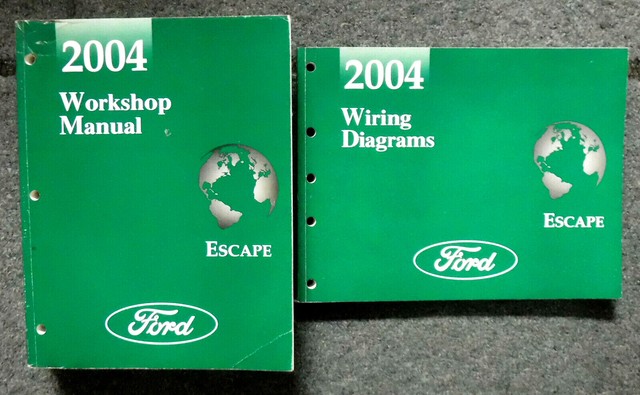 2004
Workshop
Manual
ESCAPE
Ford
2004
Wiring
Diagrams
ESCAPE
Ford